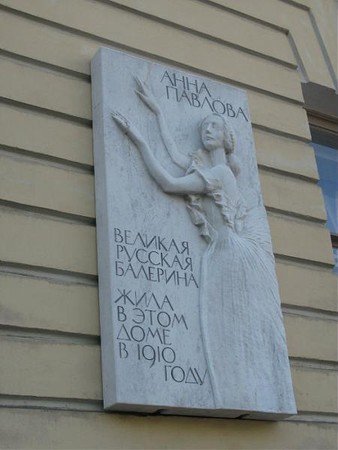 АННА
ПАВЛОВА
ВЕЛИКАЯ
РУССКАЯ
БАЛЕРИНА
ЖИЛА
В ЭТОМ
ДОМЕ
В 1910
ГОДУ